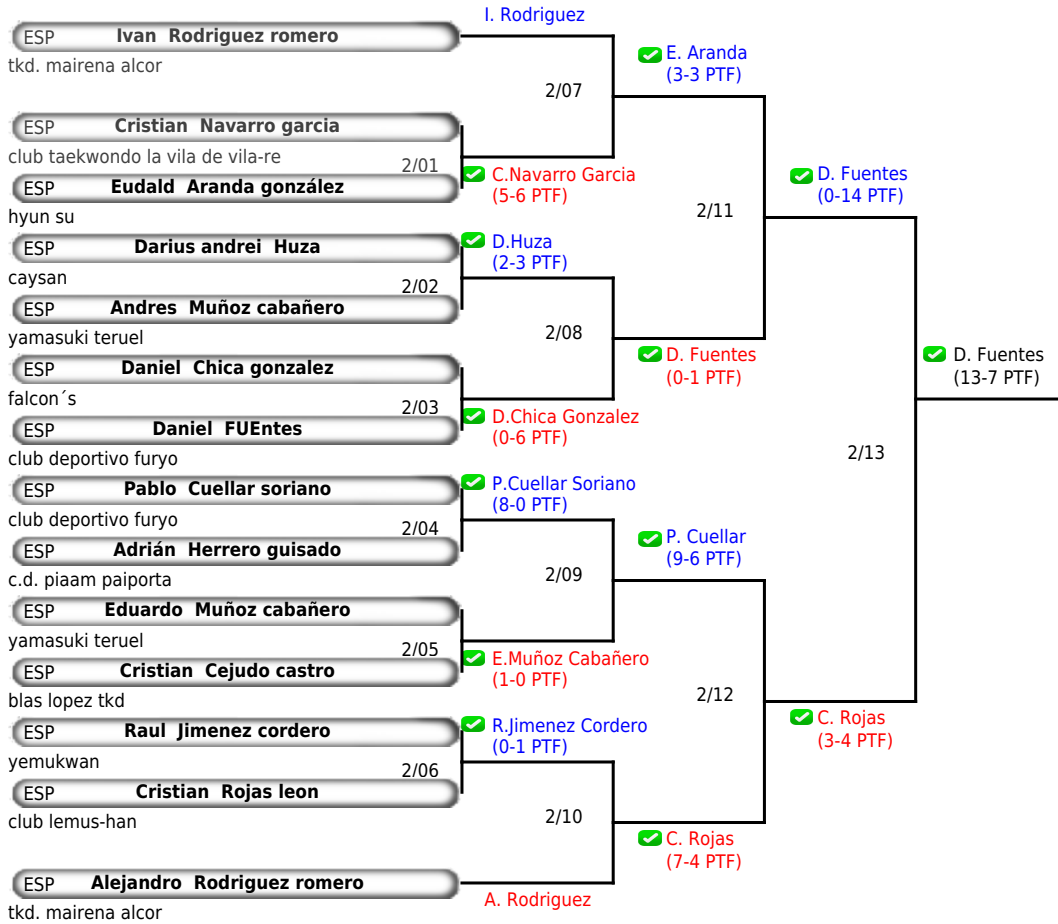 I. Rodriguez
ESP Ivan Rodriguez romero
tkd. mairena alcor
E. Aranda
(3-3 PTF)
2/07
ESP Cristian Navarro garcia
club taekwondo la vila de vila-re
2/01
C.Navarro Garcia
(5-6 PTF)
ESP Eudald Aranda gonzález
hyun su
D. Fuentes
(0-14 PTF)
2/11
ESP Darius andrei Huza
caysan
D.Huza
(2-3 PTF)
2/02
ESP Andres Muñoz cabañero
yamasuki teruel
2/08
ESP Daniel Chica gonzalez
falcon´s
D. Fuentes
(0-1 PTF)
D. Fuentes
(13-7 PTF)
2/03
D.Chica Gonzalez
(0-6 PTF)
ESP Daniel FUEntes
club deportivo furyo
2/13
ESP Pablo Cuellar soriano
club deportivo furyo
P.Cuellar Soriano
(8-0 PTF)
2/04
ESP Adrián Herrero guisado
c.d. piaam paiporta
P. Cuellar
(9-6 PTF)
2/09
ESP Eduardo Muñoz cabañero
yamasuki teruel
2/05
E.Muñoz Cabañero
(1-0 PTF)
ESP Cristian Cejudo castro
blas lopez tkd
2/12
ESP Raul Jimenez cordero
yemukwan
R.Jimenez Cordero
(0-1 PTF)
C. Rojas
(3-4 PTF)
2/06
ESP Cristian Rojas leon
club lemus-han
2/10
C. Rojas
(7-4 PTF)
ESP Alejandro Rodriguez romero
tkd. mairena alcor
A. Rodriguez